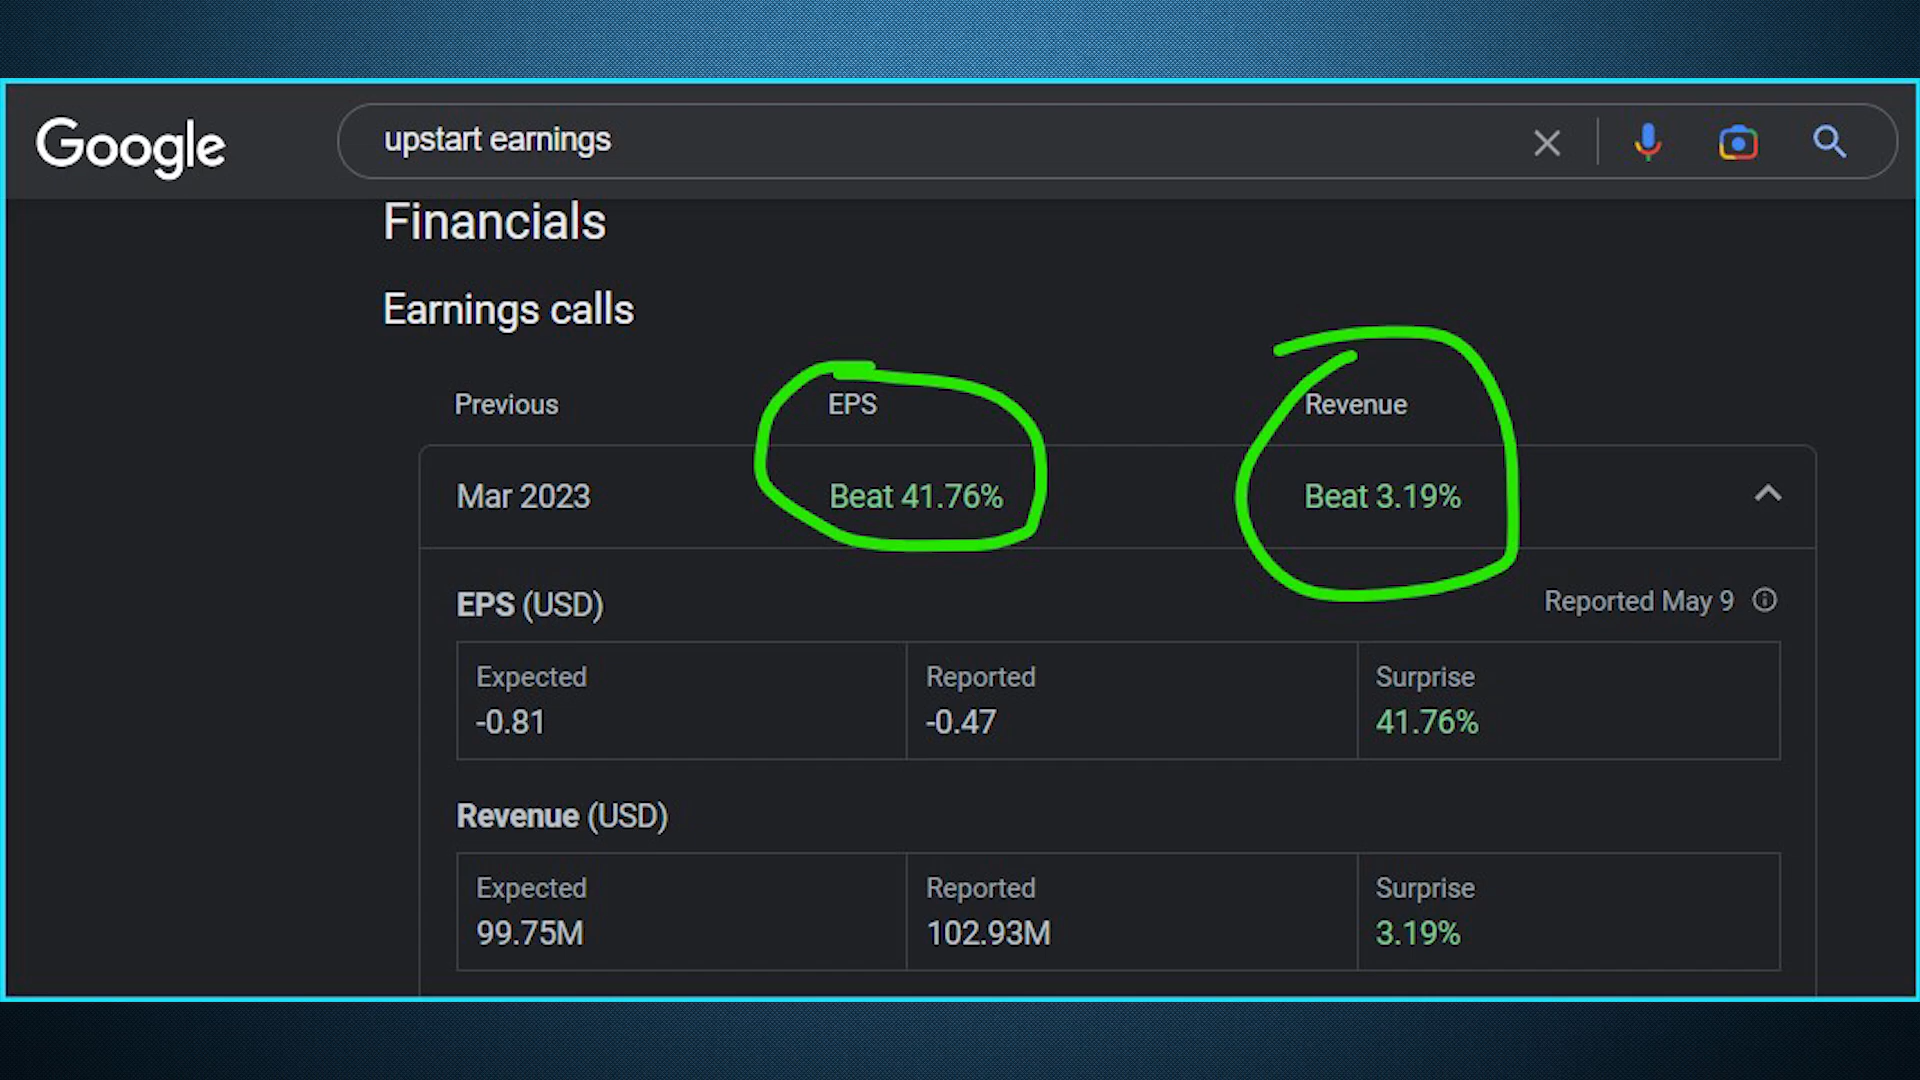 Google
upstart earnings
Financials
Earnings calls
Previous EPS Revenue
Mar 2023 Beat 41.76% Beat 3.19%
EPS (USD) Reported May 9
Expected Reported Surprise
-0.81 -0.47 41.76%
Revenue (USD)
Expected Reported Surprise
99.75M 102.93M 3.19%